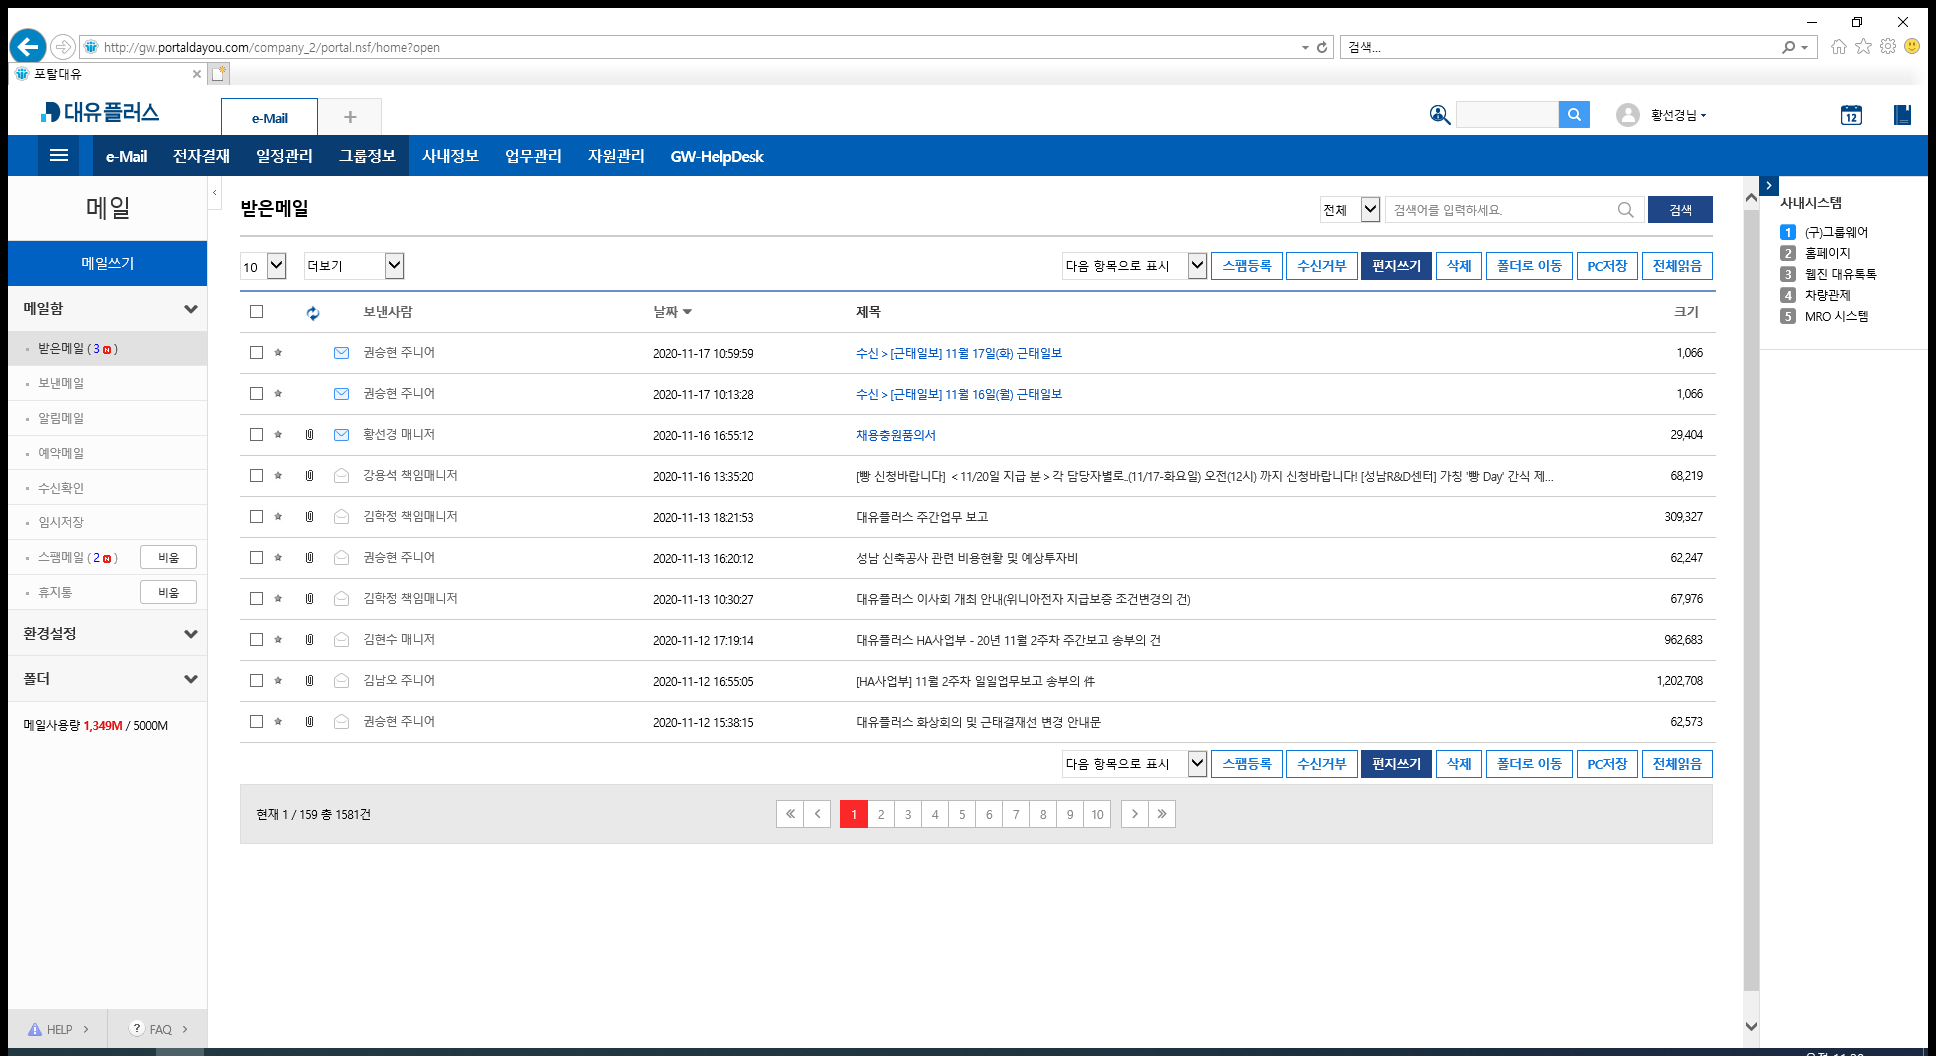 http://gw.portaldayou.com/company_2/portal.nsf/home?open
검색...
포탈대유
대유플러스
e-Mail
+
황선경님
12
e-Mail 전자결재 일정관리 그룹정보 사내정보 업무관리 자원관리 GW-HelpDesk
메일
메일쓰기
메일함
받은메일 ( 3 N )
보낸메일
알림메일
예약메일
수신확인
임시저장
스팸메일 ( 2 N ) 비움
휴지통 비움
환경설정
폴더
메일사용량 1,349M / 5000M
HELP
? FAQ
받은메일
전체 검색어를 입력하세요. 검색
10 더보기 다음 항목으로 표시 스팸등록 수신거부 편지쓰기 삭제 폴더로 이동 PC저장 전체읽음
보낸사람 날짜 제목 크기
권승현 주니어 2020-11-17 10:59:59 수신 > [근태일보] 11월 17일(화) 근태일보 1,066
권승현 주니어 2020-11-17 10:13:28 수신 > [근태일보] 11월 16일(월) 근태일보 1,066
황선경 매니저 2020-11-16 16:55:12 채용충원품의서 29,404
강용석 책임매니저 2020-11-16 13:35:20 [빵 신청바랍니다] < 11/20일 지급 분 > 각 담당자별로..(11/17-화요일) 오전(12시) 까지 신청바랍니다! [성남R&D센터] 가칭 '빵 Day' 간식 제... 68,219
김학정 책임매니저 2020-11-13 18:21:53 대유플러스 주간업무 보고 309,327
권승현 주니어 2020-11-13 16:20:12 성남 신축공사 관련 비용현황 및 예상투자비 62,247
김학정 책임매니저 2020-11-13 10:30:27 대유플러스 이사회 개최 안내(위니아전자 지급보증 조건변경의 건) 67,976
김현수 매니저 2020-11-12 17:19:14 대유플러스 HA사업부 - 20년 11월 2주차 주간보고 송부의 건 962,683
김남오 주니어 2020-11-12 16:55:05 [HA사업부] 11월 2주차 일일업무보고 송부의 件 1,202,708
권승현 주니어 2020-11-12 15:38:15 대유플러스 화상회의 및 근태결재선 변경 안내문 62,573
다음 항목으로 표시 스팸등록 수신거부 편지쓰기 삭제 폴더로 이동 PC저장 전체읽음
현재 1 / 159 총 1581건
1 2 3 4 5 6 7 8 9 10
사내시스템
1 (구)그룹웨어
2 홈페이지
3 웹진 대유톡톡
4 차량관제
5 MRO 시스템